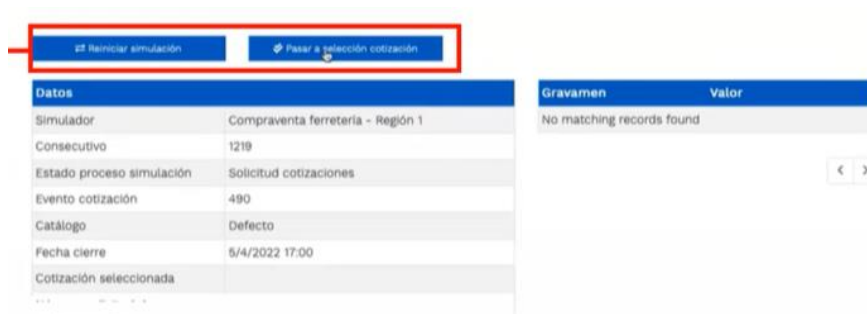 Reiniciar simulación
Pasar a selección cotización
Datos
Simulador Compraventa ferretería - Región 1
Consecutivo 1219
Estado proceso simulación Solicitud cotizaciones
Evento cotización 490
Catálogo Defecto
Fecha cierre 5/4/2022 17:00
Cotización seleccionada
Gravamen Valor
No matching records found